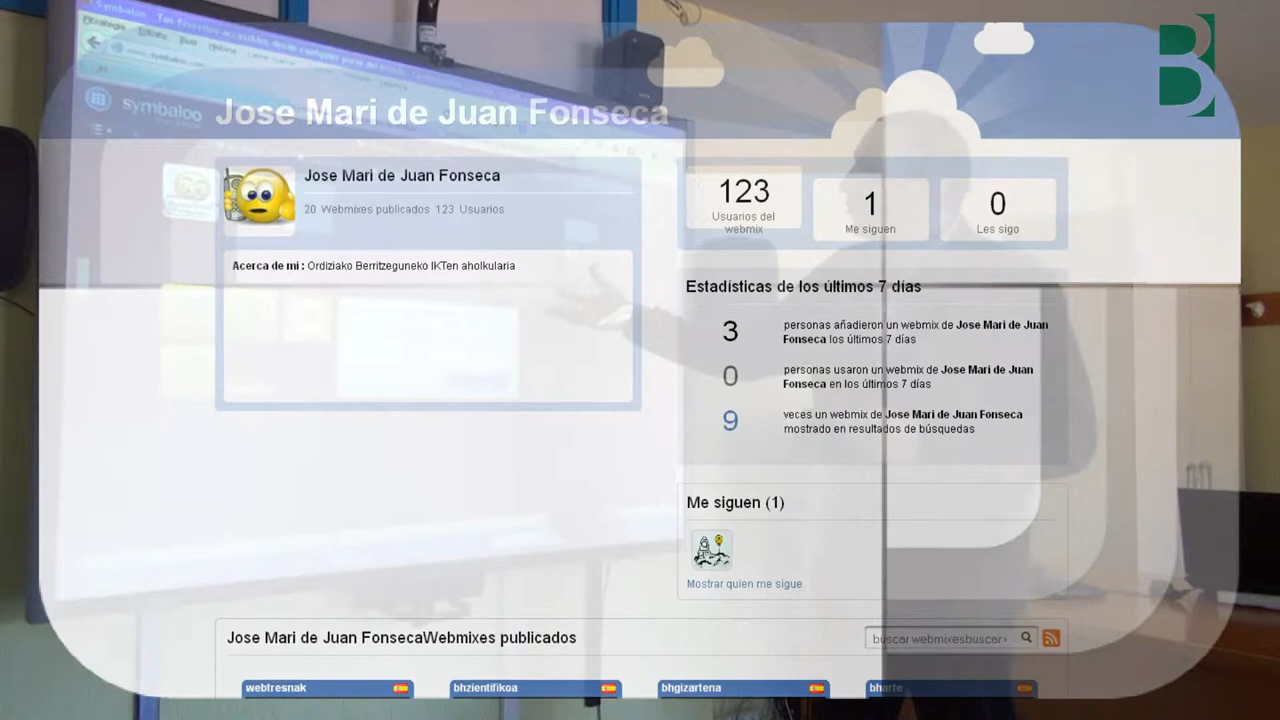 Symbaloo
symbaloo
B
Jose Mari de Juan Fonseca
Jose Mari de Juan Fonseca
20 Webmixes publicados 123 Usuarios
Acerca de mi : Ordiziako Berritzeguneko IKTen aholkularia
123
Usuarios del
webmix
1
Me siguen
0
Les sigo
Estadísticas de los últimos 7 días
3
personas añadieron un webmix de Jose Mari de Juan
Fonseca los últimos 7 días
0
personas usaron un webmix de Jose Mari de Juan
Fonseca en los últimos 7 días
9
veces un webmix de Jose Mari de Juan Fonseca
mostrado en resultados de búsquedas
Me siguen (1)
Mostrar quien me sigue
Jose Mari de Juan FonsecaWebmixes publicados
buscar webmixesbuscar
webtresnak
bhzientifikoa
bhgizartena
bharte